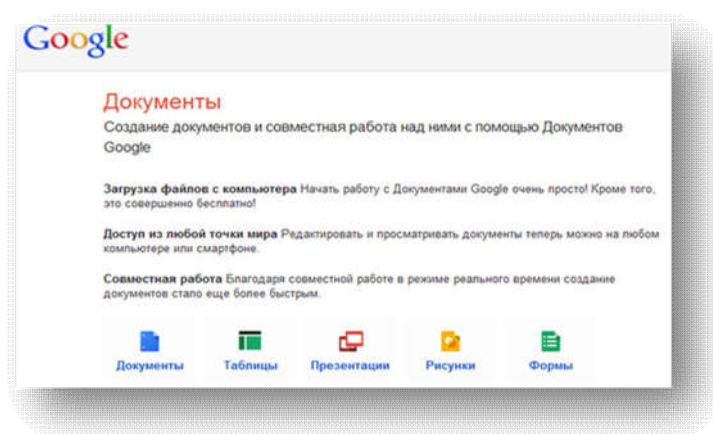 Google
Документы
Создание документов и совместная работа над ними с помощью Документов
Google
Загрузка файлов с компьютера Начать работу с Документами Google очень просто! Кроме того,
это совершенно бесплатно!
Доступ из любой точки мира Редактировать и просматривать документы теперь можно на любом
компьютере или смартфоне.
Совместная работа Благодаря совместной работе в режиме реального времени создание
документов стало еще более быстрым.
Документы Таблицы Презентации Рисунки Формы